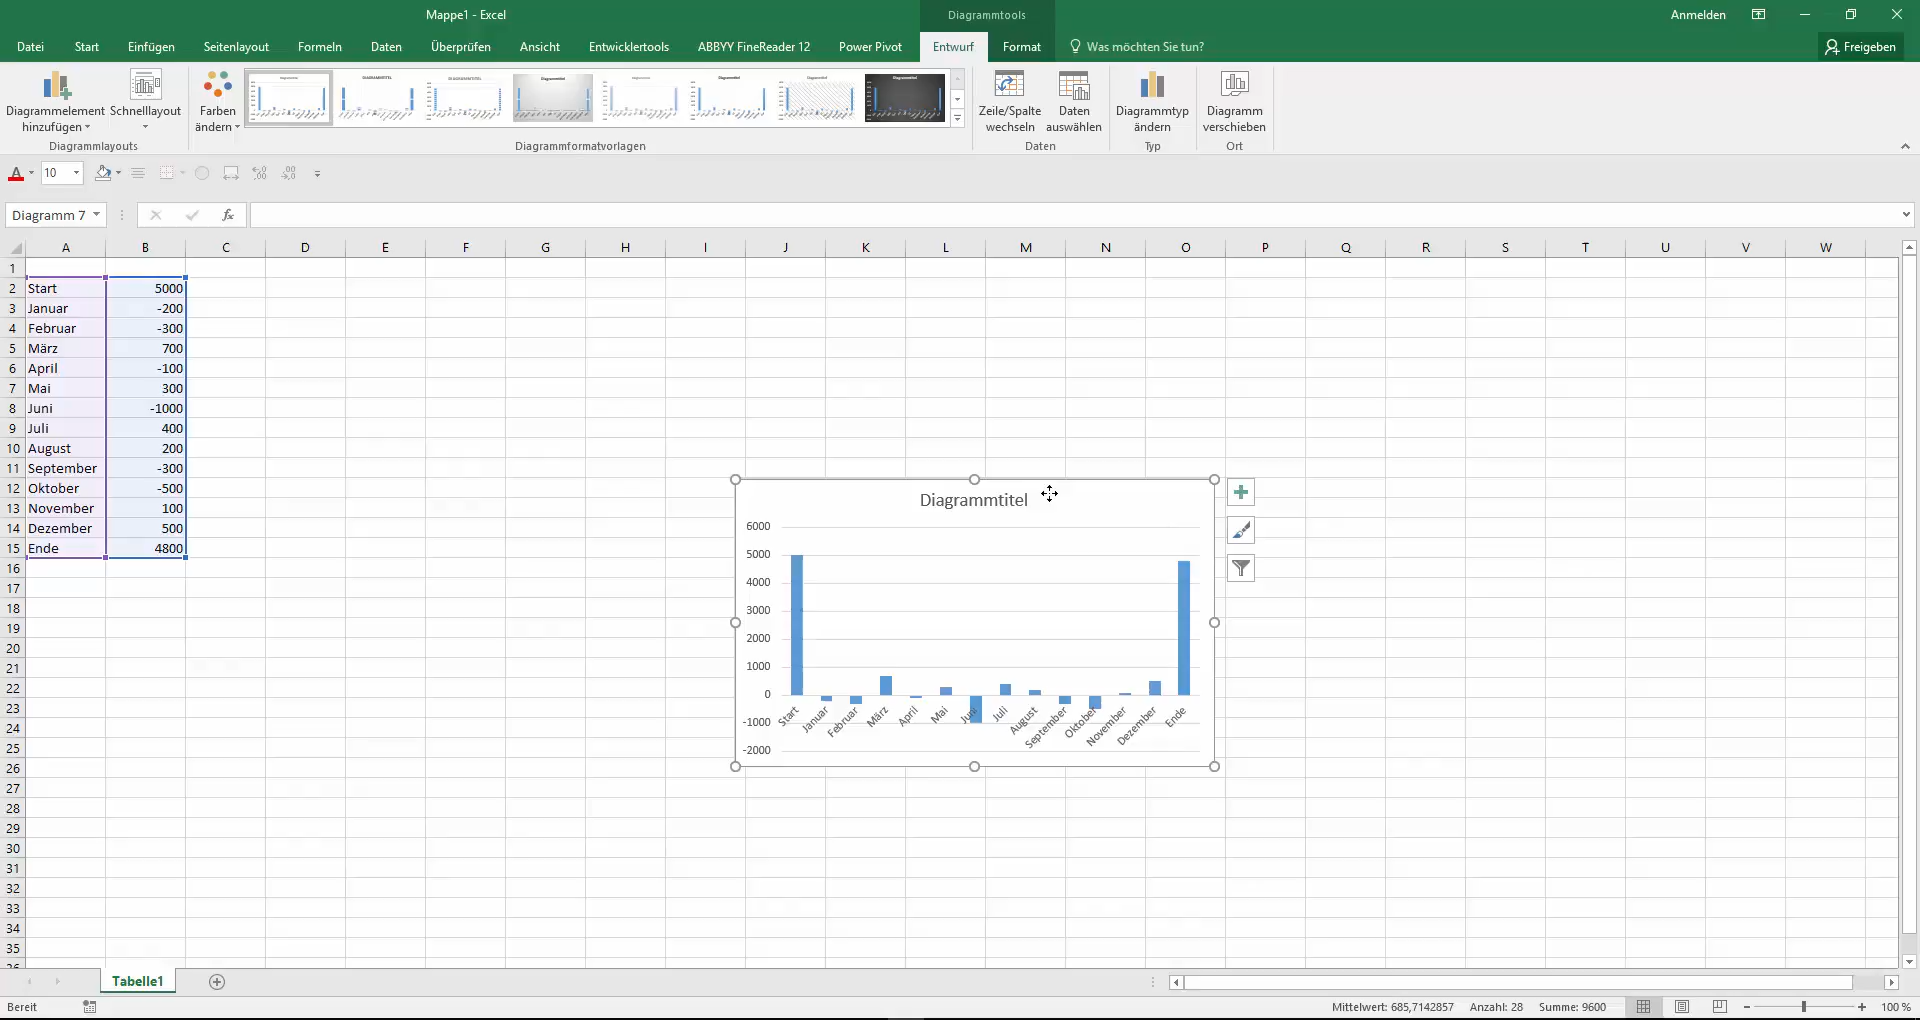 Mappe1 - Excel
Diagrammtools
Anmelden
Datei Start Einfügen Seitenlayout Formeln Daten Überprüfen Ansicht Entwicklertools ABBYY FineReader 12 Power Pivot Entwurf Format Was möchten Sie tun? Freigeben
Diagrammelement hinzufügen
Schnelllayout
Farben ändern
Zeile/Spalte wechseln
Daten auswählen
Diagrammtyp ändern
Diagramm verschieben
Diagrammlayouts Diagrammformatvorlagen Daten Typ Ort
A 10
Diagramm 7 fx
A B C D E F G H I J K L M N O P Q R S T U V W
1
2 Start 5000
3 Januar -200
4 Februar -300
5 März 700
6 April -100
7 Mai 300
8 Juni -1000
9 Juli 400
10 August 200
11 September -300
12 Oktober -500
13 November 100
14 Dezember 500
15 Ende 4800
16
17
18
19
20
21
22
23
24
25
26
27
28
29
30
31
32
33
34
35
Diagrammtitel
6000
5000
4000
3000
2000
1000
0
-1000
-2000
Start Januar Februar März April Mai Juni Juli August September Oktober November Dezember Ende
Tabelle1
Bereit Mittelwert: 685,7142857 Anzahl: 28 Summe: 9600 100 %